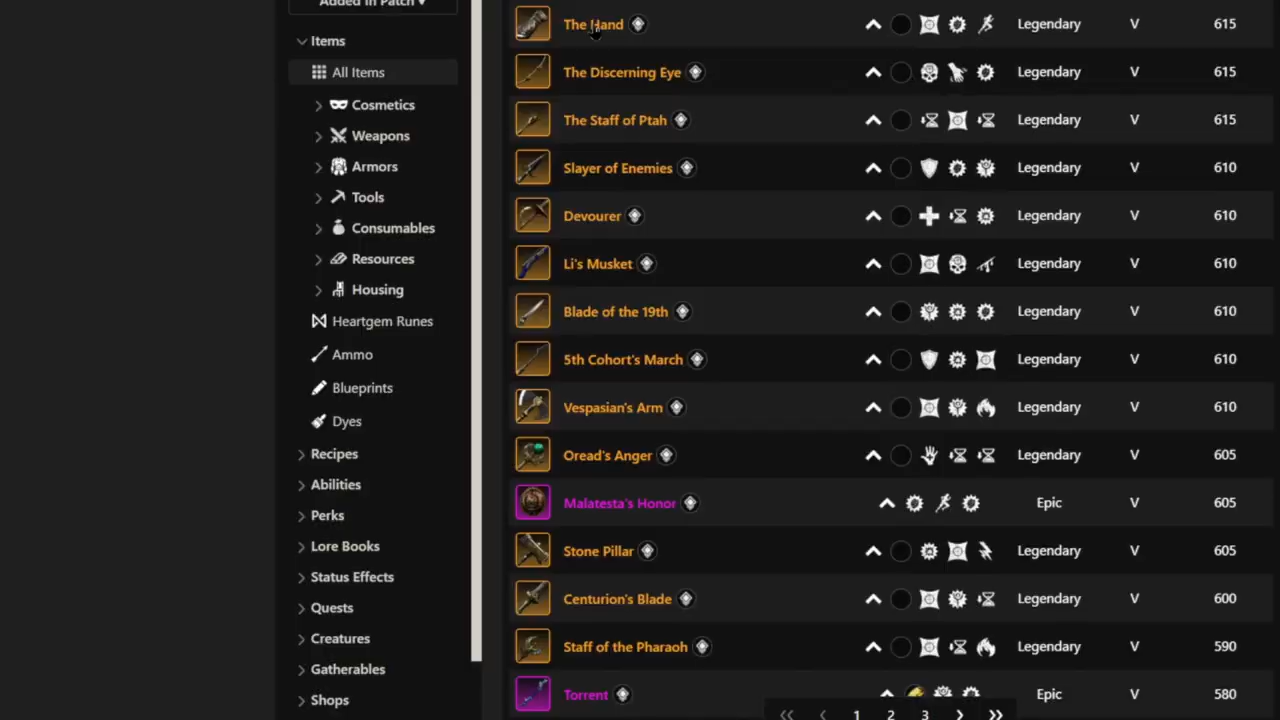 Added In Patch ▾
Items
All Items
Cosmetics
Weapons
Armors
Tools
Consumables
Resources
Housing
Heartgem Runes
Ammo
Blueprints
Dyes
Recipes
Abilities
Perks
Lore Books
Status Effects
Quests
Creatures
Gatherables
Shops
The Hand Legendary V 615
The Discerning Eye Legendary V 615
The Staff of Ptah Legendary V 615
Slayer of Enemies Legendary V 610
Devourer Legendary V 610
Li's Musket Legendary V 610
Blade of the 19th Legendary V 610
5th Cohort's March Legendary V 610
Vespasian's Arm Legendary V 610
Oread's Anger Legendary V 605
Malatesta's Honor Epic V 605
Stone Pillar Legendary V 605
Centurion's Blade Legendary V 600
Staff of the Pharaoh Legendary V 590
Torrent Epic V 580
« ‹ 1 2 3 › »